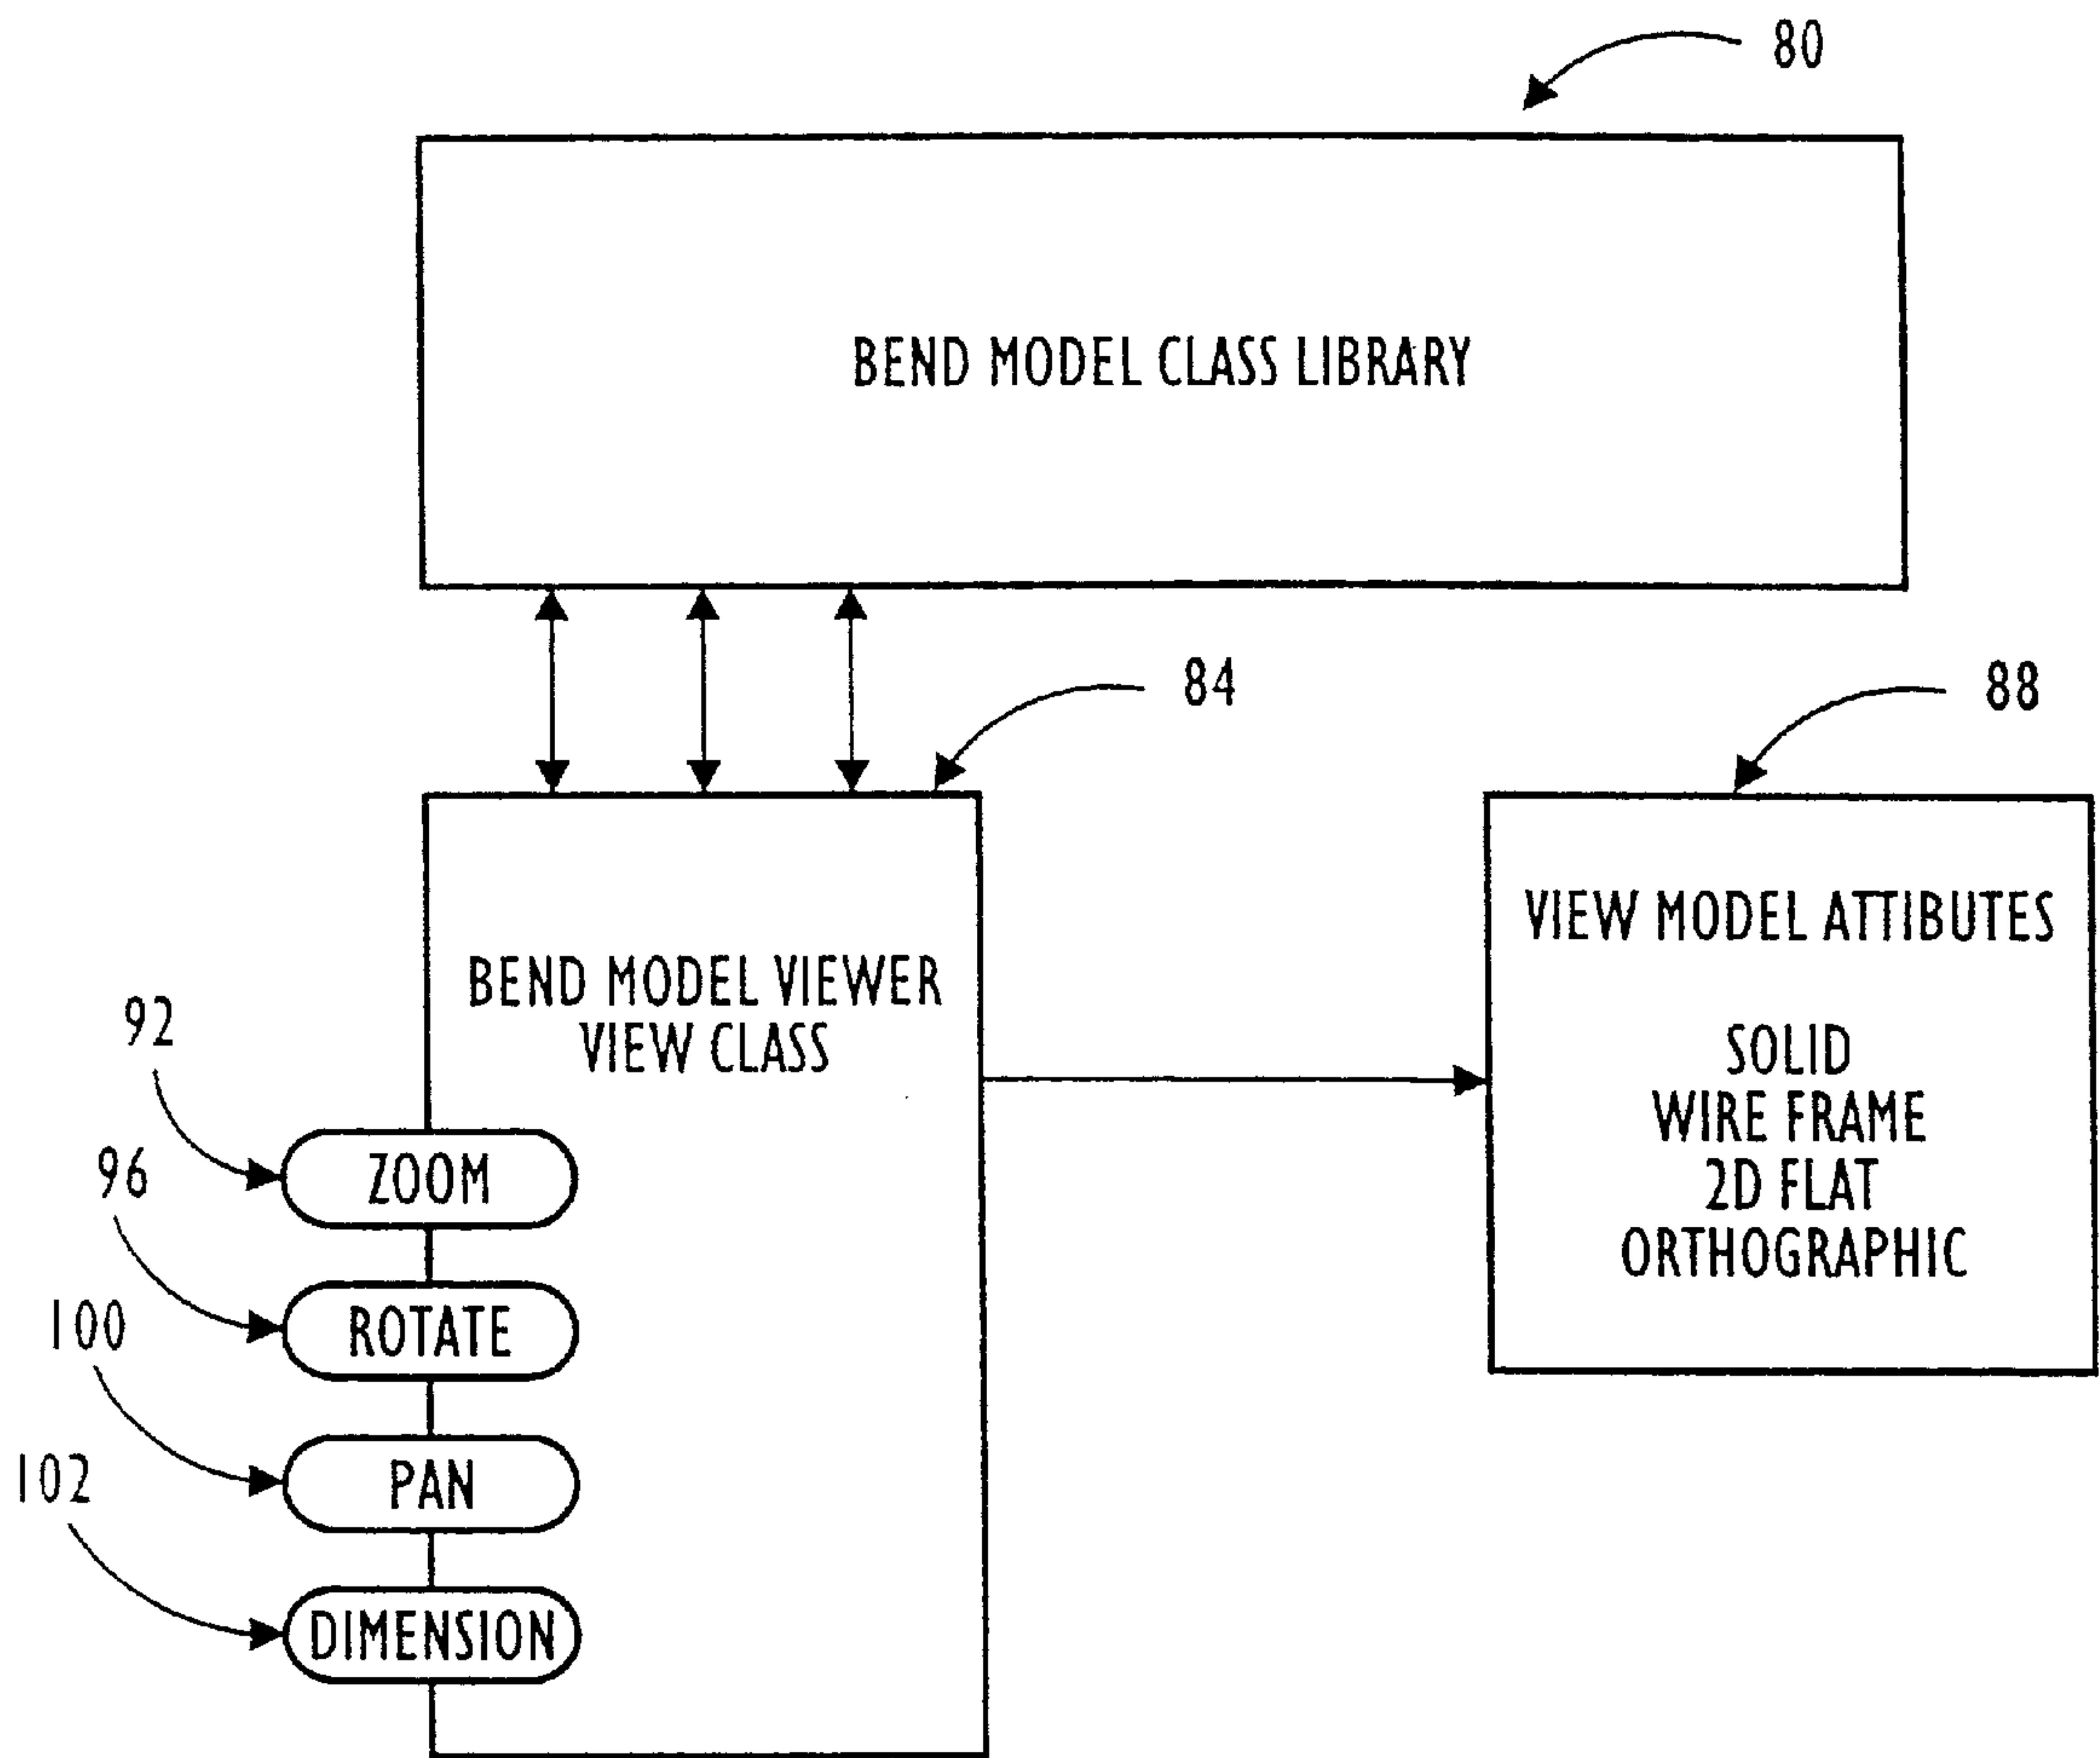 80
BEND MODEL CLASS LIBRARY
84
88
BEND MODEL VIEWER
VIEW CLASS
VIEW MODEL ATTIBUTES
SOLID
WIRE FRAME
2D FLAT
ORTHOGRAPHIC
92
ZOOM
96
ROTATE
100
PAN
102
DIMENSION